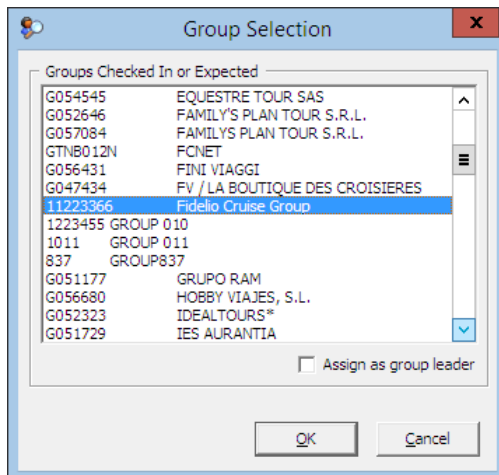 Group Selection
x
Groups Checked In or Expected
G054545 EQUESTRE TOUR SAS
G052646 FAMILY'S PLAN TOUR S.R.L.
G057084 FAMILYS PLAN TOUR S.R.L.
GTNB012N FCNET
G056431 FINI VIAGGI
G047434 FV / LA BOUTIQUE DES CROISIERES
11223366 Fidelio Cruise Group
1223455 GROUP 010
1011 GROUP 011
837 GROUP837
G051177 GRUPO RAM
G056680 HOBBY VIAJES, S.L.
G052323 IDEALTOURS*
G051729 IES AURANTIA
Assign as group leader
OK Cancel